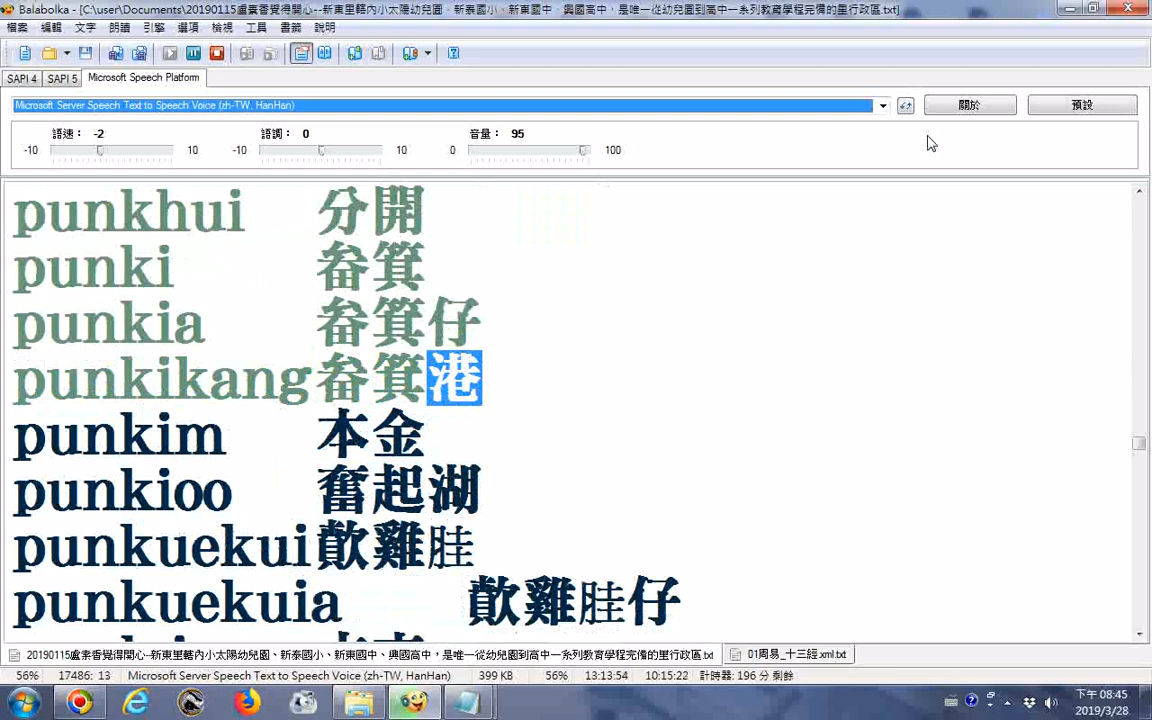 Balabolka - [C:\user\Documents\20190115盧素香覺得開心--新東里轄內小太陽幼兒園、新泰國小、新東國中、興國高中，是唯一從幼兒園到高中一系列教育學程完備的里行政區.txt]
檔案 編輯 文字 朗讀 引擎 選項 檢視 工具 書籤 說明
SAPI 4 SAPI 5 Microsoft Speech Platform
Microsoft Server Speech Text to Speech Voice (zh-TW, HanHan) 關於 預設
語速： -2 語調： 0 音量： 95
-10 10 -10 10 0 100
punkhui 分開
punki 畚箕
punkia 畚箕仔
punkikang 畚箕港
punkim 本金
punkioo 奮起湖
punkuekui 歕雞胿
punkuekuia 歕雞胿仔
20190115盧素香覺得開心--新東里轄內小太陽幼兒園、新泰國小、新東國中、興國高中，是唯一從幼兒園到高中一系列教育學程完備的里行政區.txt 01周易_十三經.xml.txt
56% 17486: 13 Microsoft Server Speech Text to Speech Voice (zh-TW, HanHan) 399 KB 56% 13:13:54 10:15:22 計時器: 196 分 剩餘
下午 08:45
2019/3/28